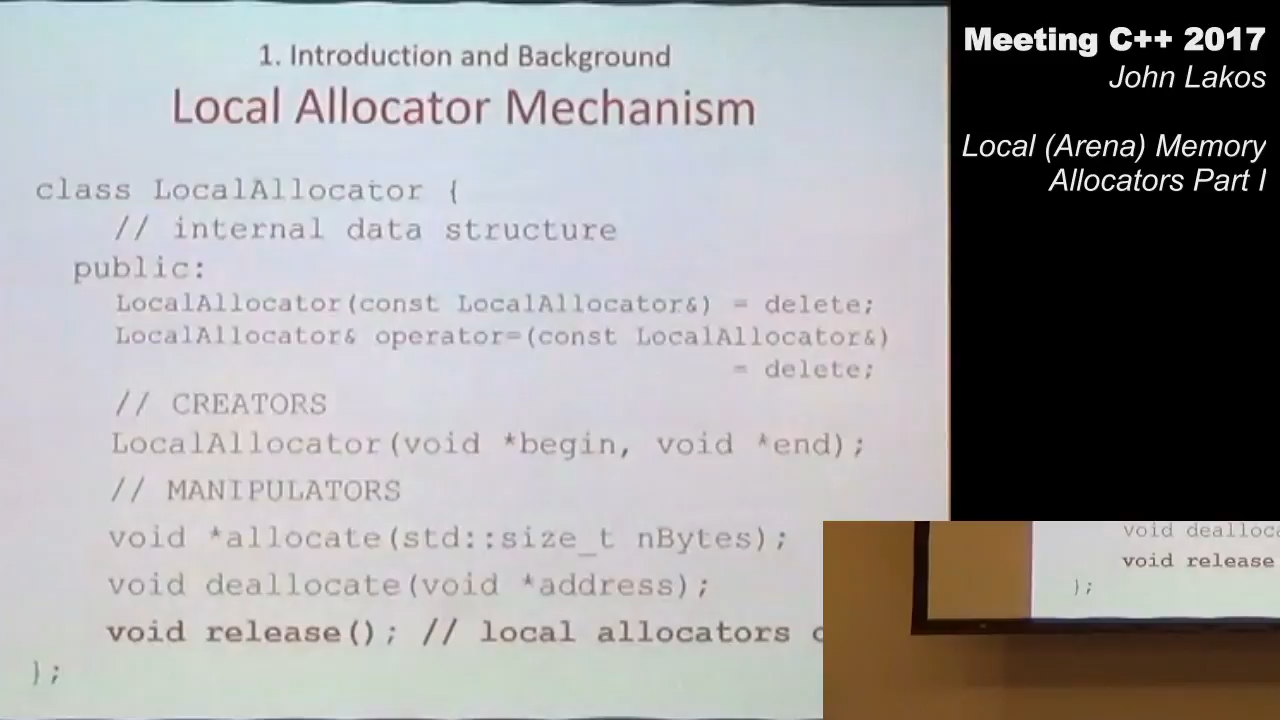 1. Introduction and Background
Local Allocator Mechanism
class LocalAllocator {
// internal data structure
public:
LocalAllocator(const LocalAllocator&) = delete;
LocalAllocator& operator=(const LocalAllocator&)
= delete;
// CREATORS
LocalAllocator(void *begin, void *end);
// MANIPULATORS
void *allocate(std::size_t nBytes);
void deallocate(void *address);
void release(); // local allocators
};
Meeting C++ 2017
John Lakos
Local (Arena) Memory
Allocators Part I
void
void release
};